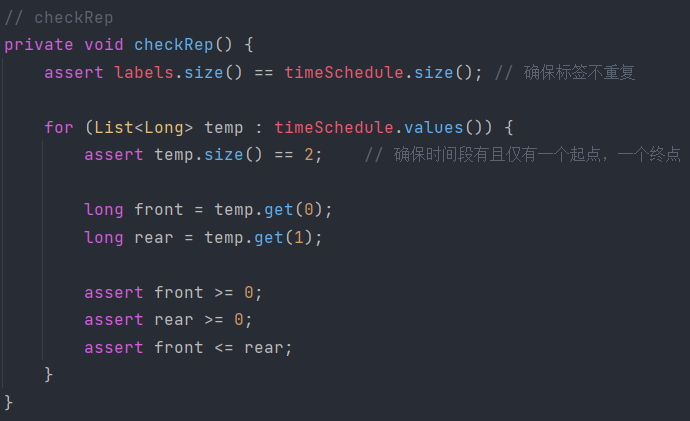 // checkRep
private void checkRep() {
    assert labels.size() == timeSchedule.size(); // 确保标签不重复
    for (List<Long> temp : timeSchedule.values()) {
        assert temp.size() == 2;    // 确保时间段有且仅有一个起点，一个终点
        long front = temp.get(0);
        long rear = temp.get(1);
        assert front >= 0;
        assert rear >= 0;
        assert front <= rear;
    }
}